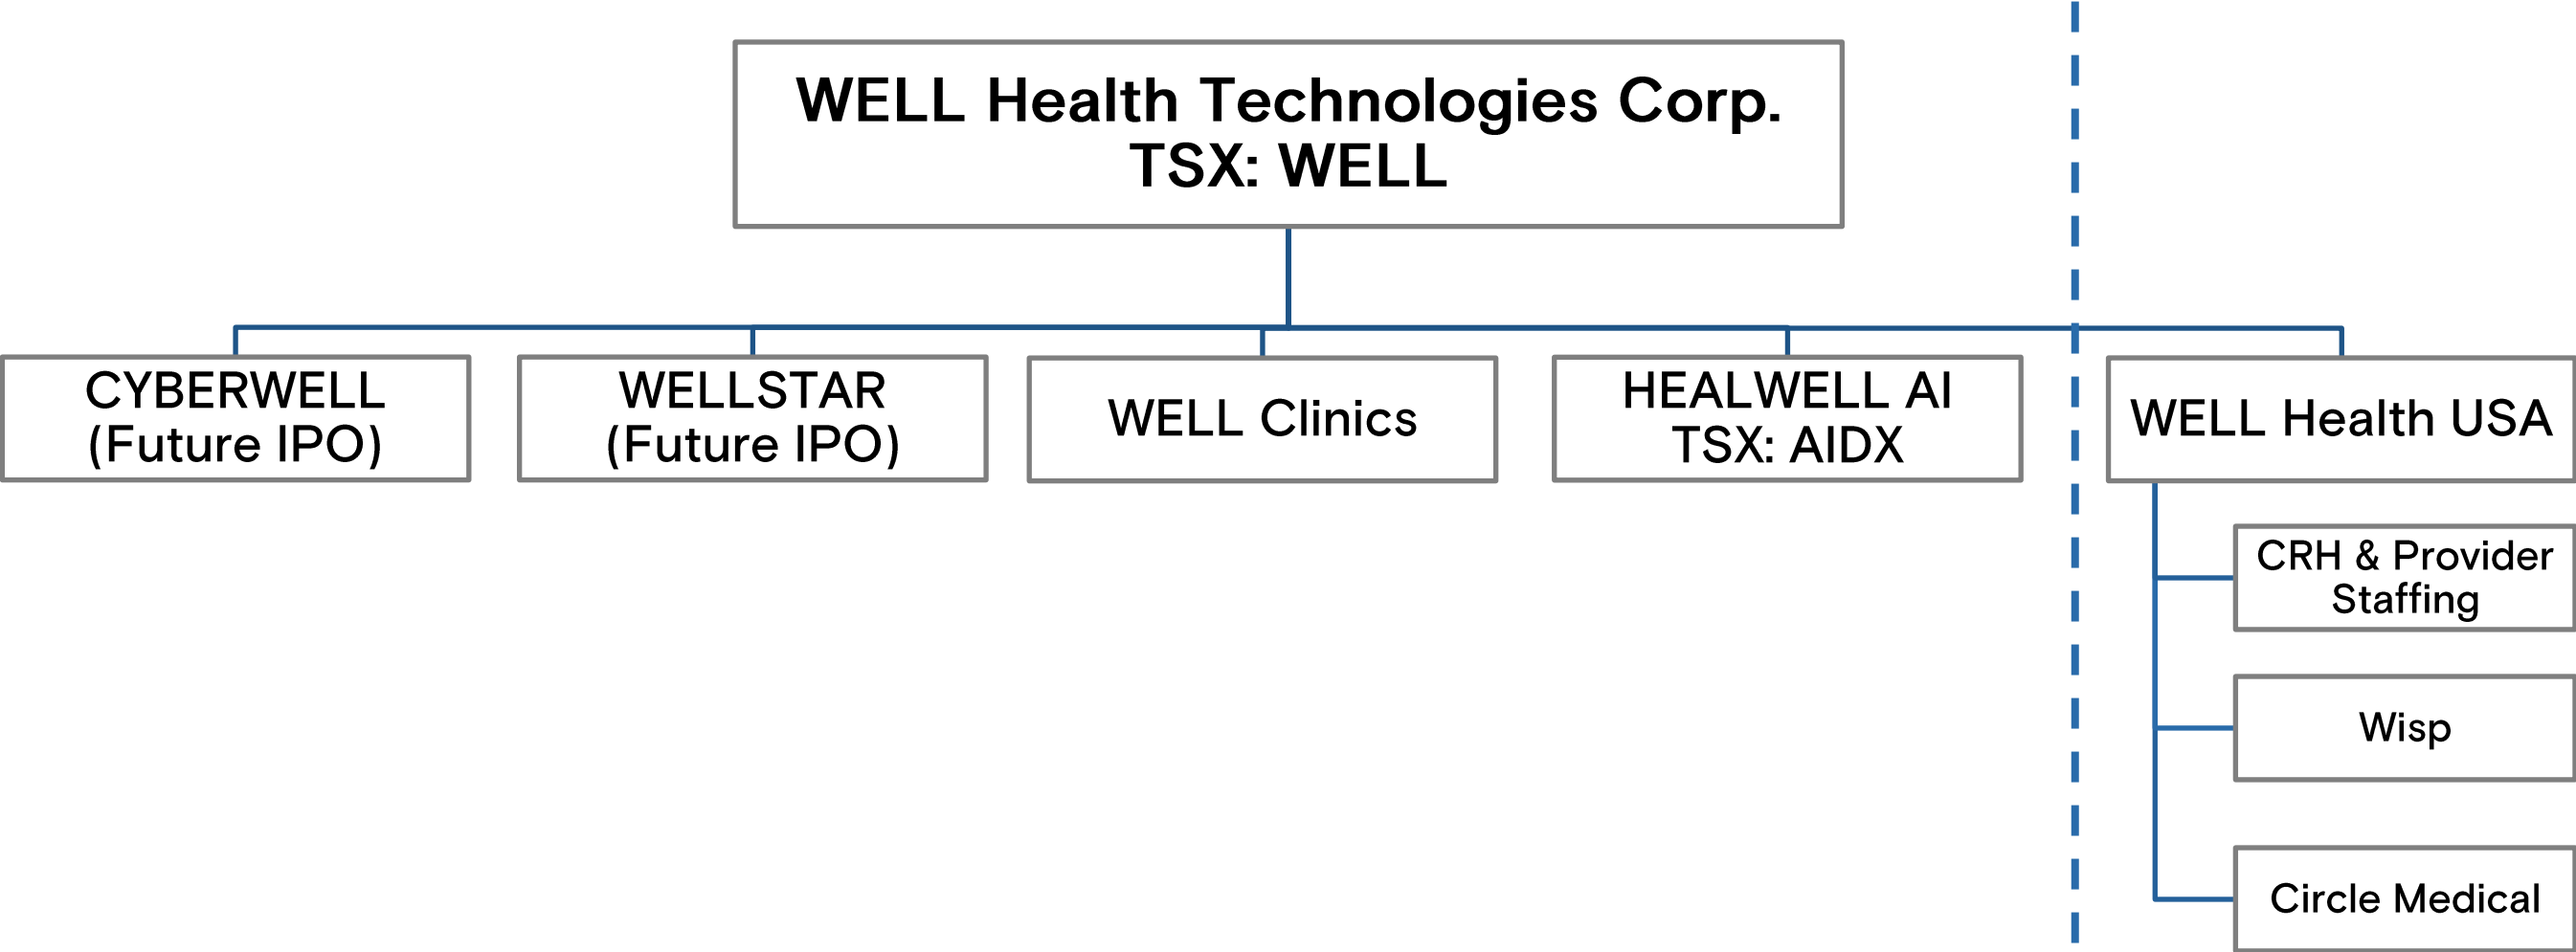 WELL Health Technologies Corp.
TSX: WELL
CYBERWELL
(Future IPO)
WELLSTAR
(Future IPO)
WELL Clinics
HEALWELL AI
TSX: AIDX
WELL Health USA
CRH & Provider
Staffing
Wisp
Circle Medical